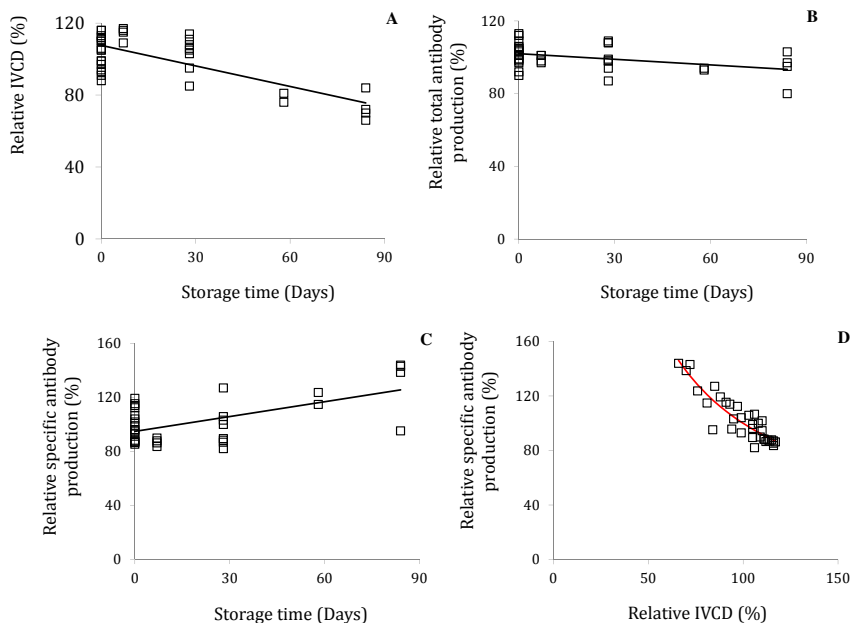 A
Relative IVCD (%)
120
80
40
0
0 30 60 90
Storage time (Days)
B
Relative total antibody
production (%)
120
80
40
0
0 30 60 90
Storage time (Days)
C
Relative specific antibody
production (%)
160
120
80
40
0
0 30 60 90
Storage time (Days)
D
Relative specific antibody
production (%)
160
120
80
40
0
0 50 100 150
Relative IVCD (%)